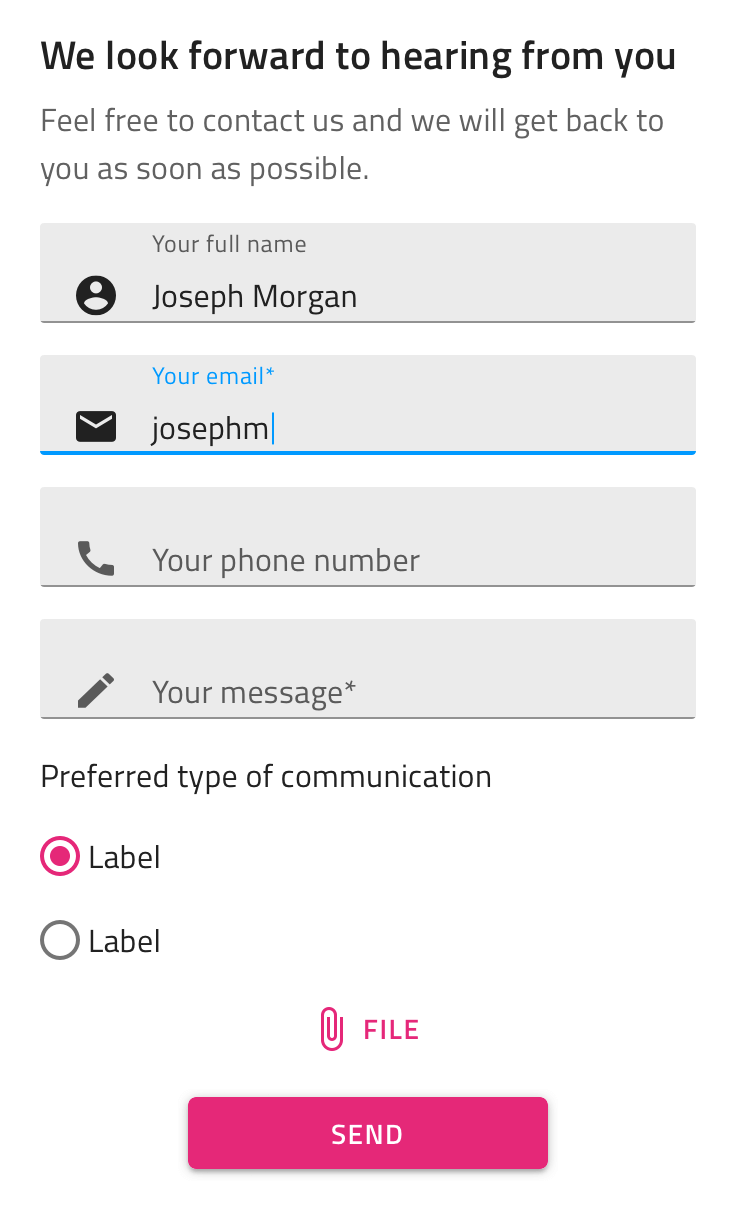 We look forward to hearing from you
Feel free to contact us and we will get back to
you as soon as possible.
Your full name
Joseph Morgan
Your email*
josephm
Your phone number
Your message*
Preferred type of communication
Label
Label
FILE
SEND